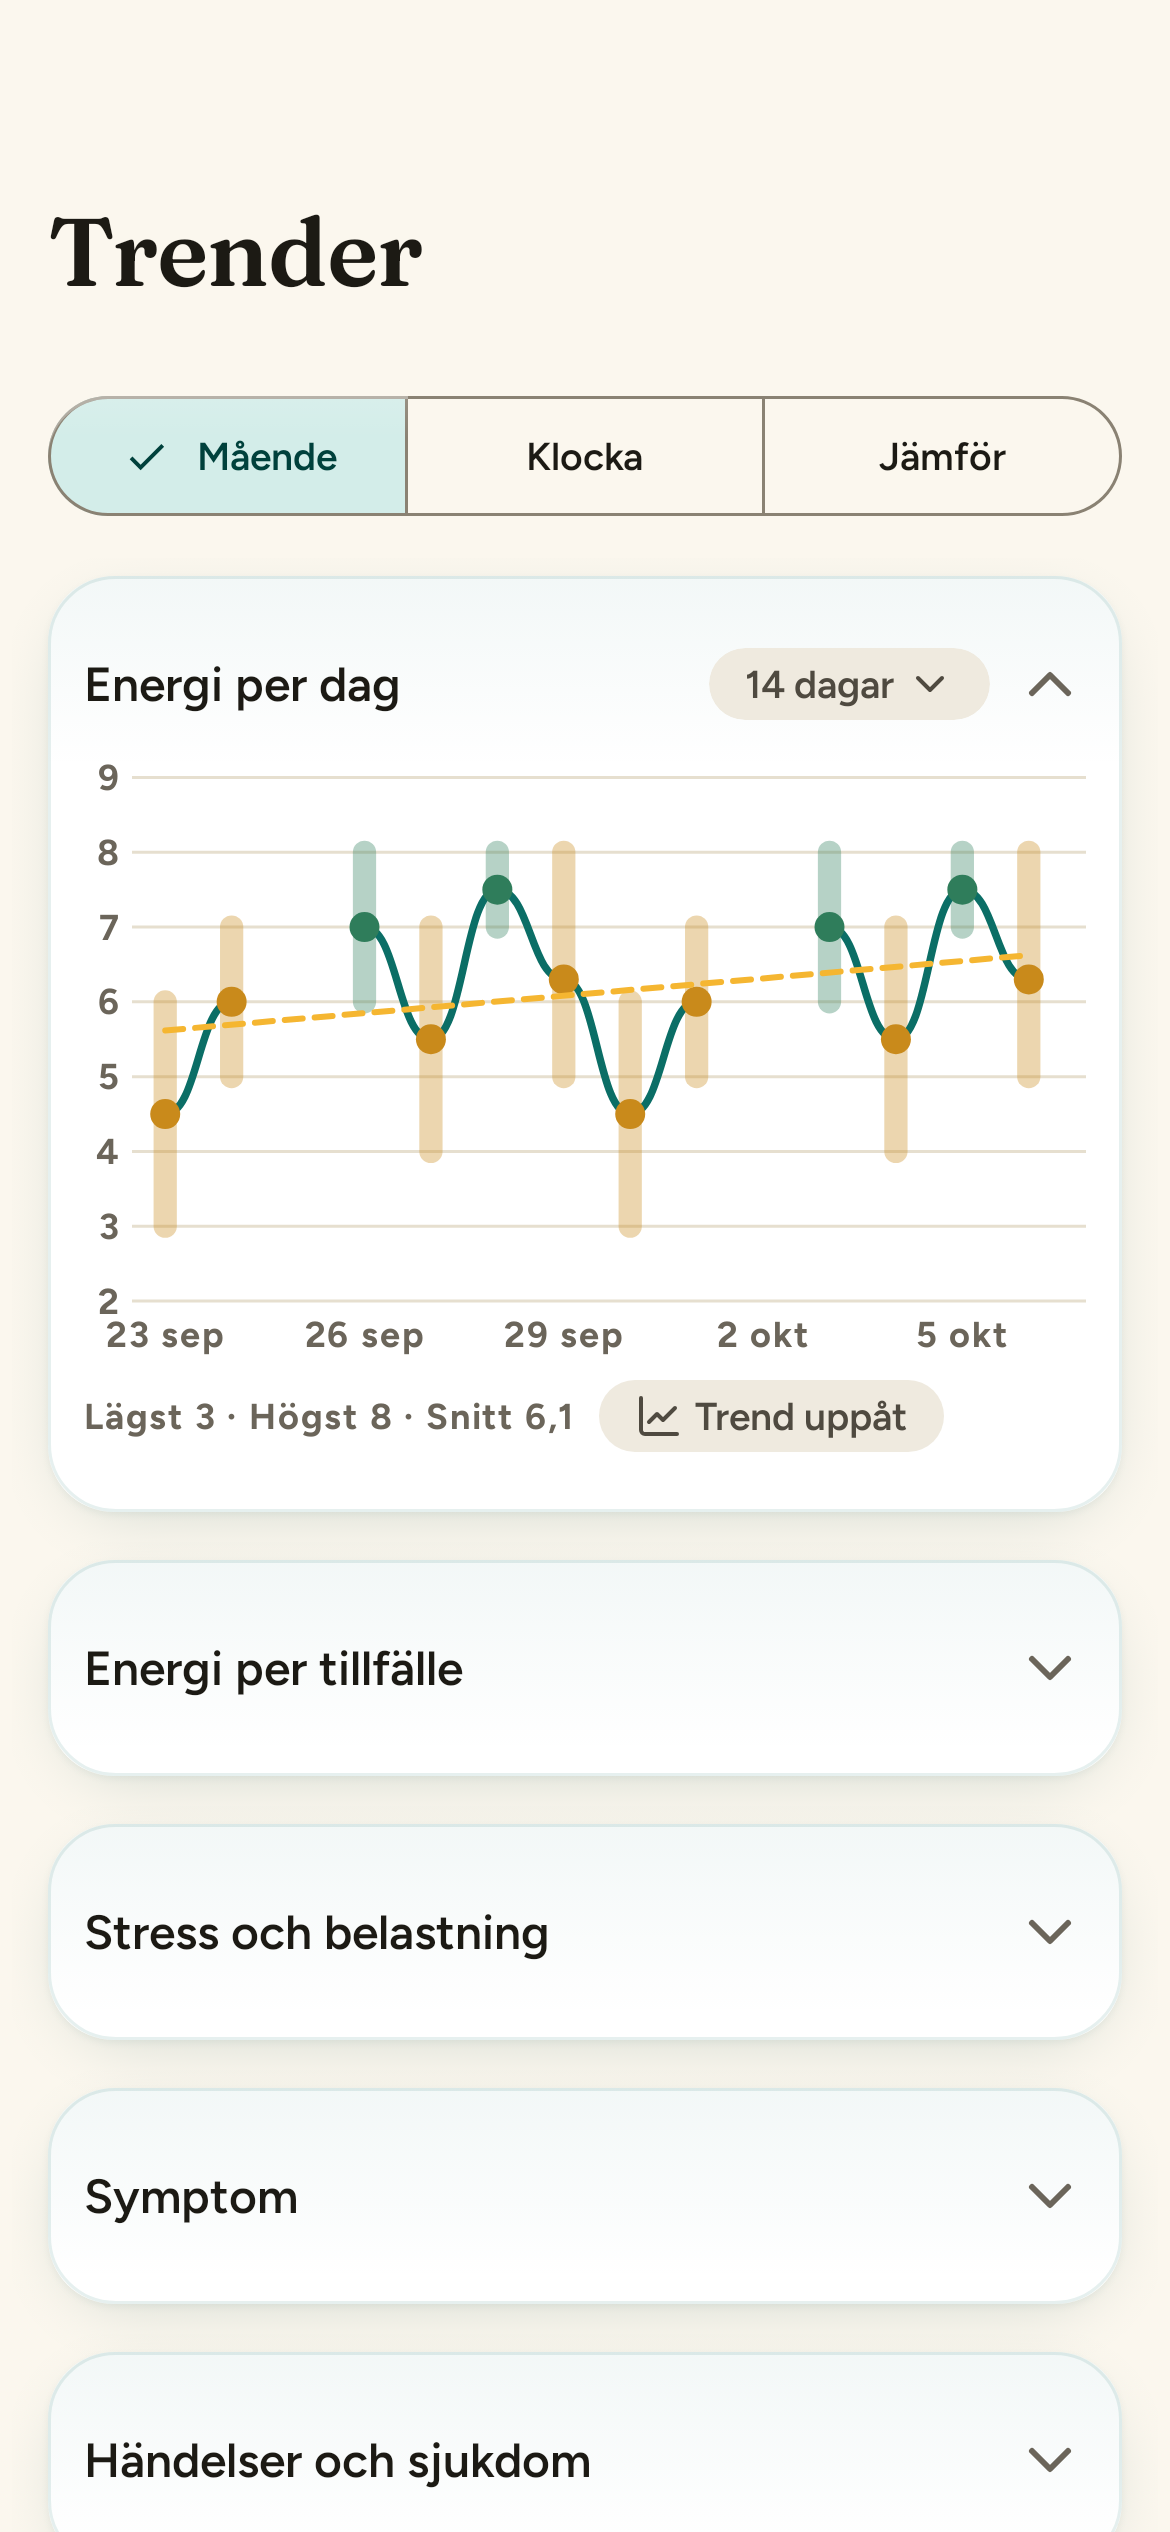 Trender
Mående
Klocka
Jämför
Energi per dag
14 dagar
9
8
7
6
5
4
3
2
23 sep
26 sep
29 sep
2 okt
5 okt
Lägst 3 · Högst 8 · Snitt 6,1
Trend uppåt
Energi per tillfälle
Stress och belastning
Symptom
Händelser och sjukdom